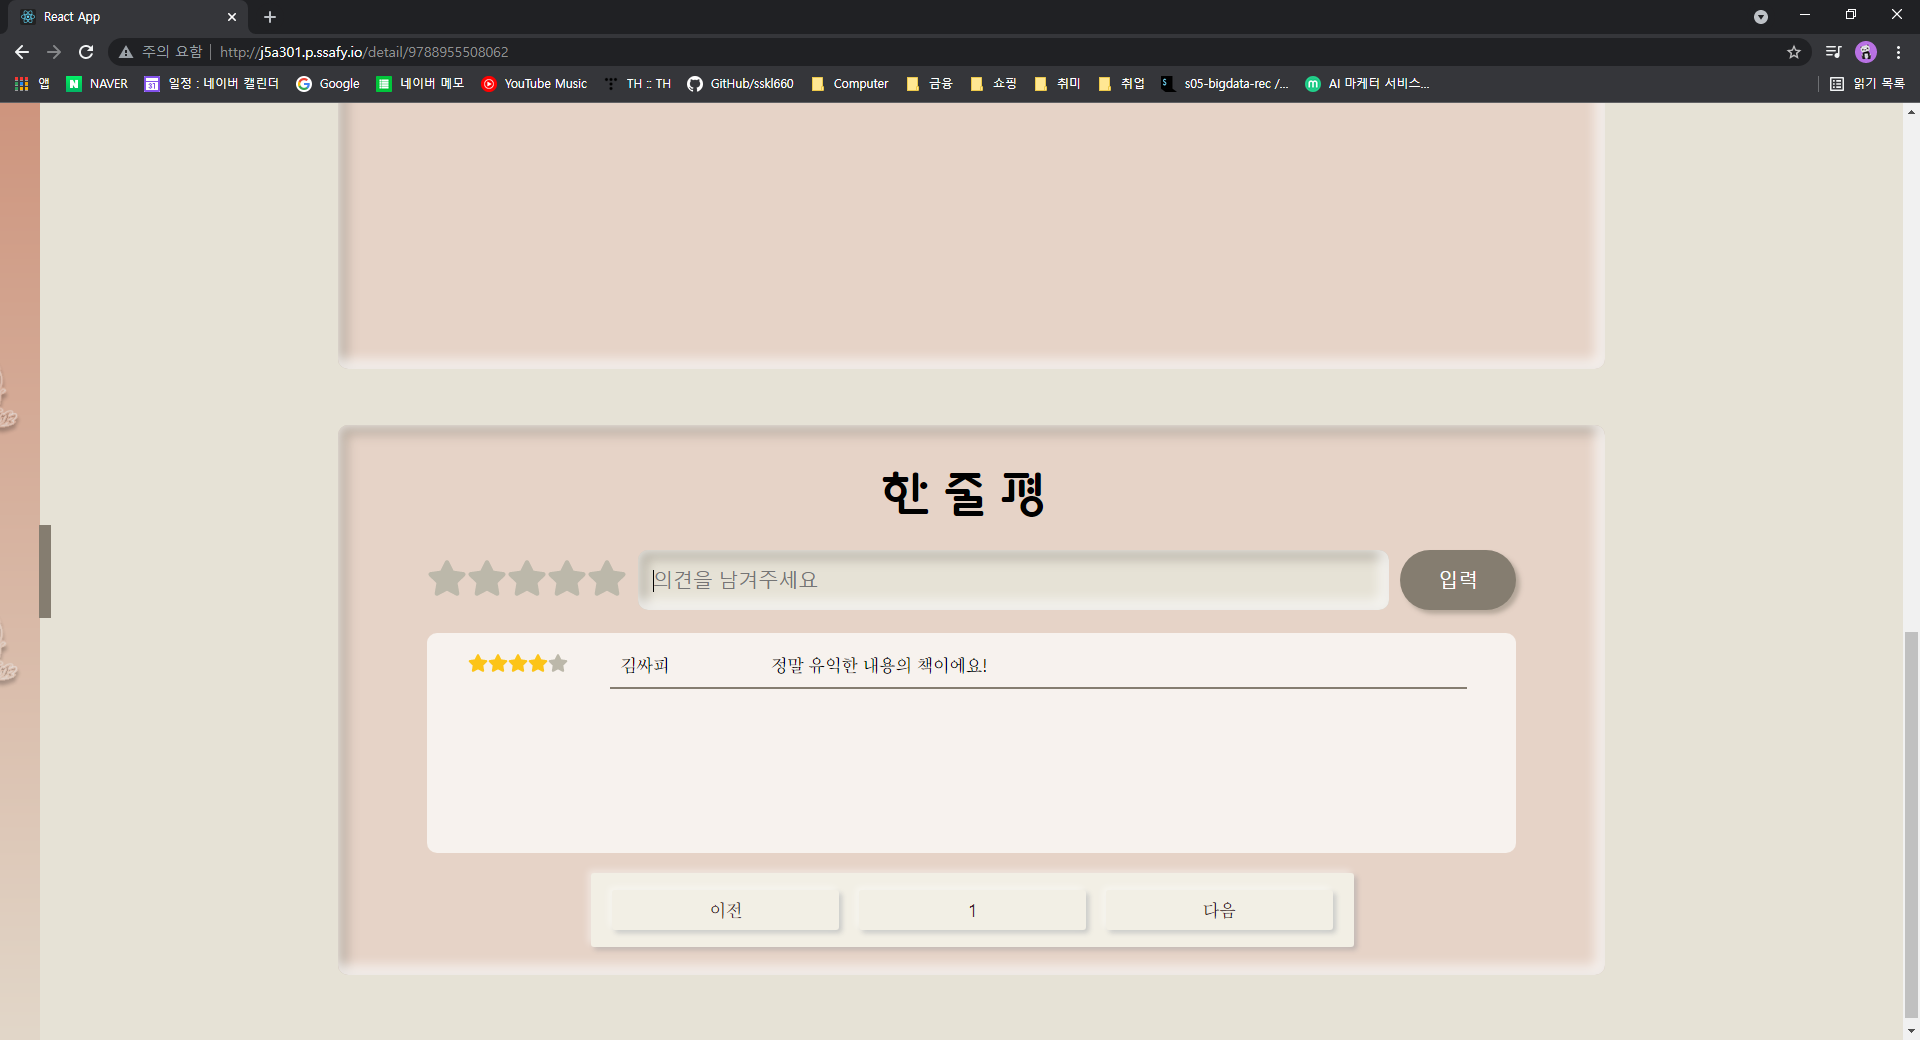 React App
주의 요함 http://j5a301.p.ssafy.io/detail/9788955508062
앱 NAVER 일정 : 네이버 캘린더 Google 네이버 메모 YouTube Music TH :: TH GitHub/sskl660 Computer 금융 쇼핑 취미 취업 s05-bigdata-rec /... AI 마케터 서비스... 읽기 목록
한 줄 평
의견을 남겨주세요 입력
김싸피 정말 유익한 내용의 책이에요!
이전 1 다음